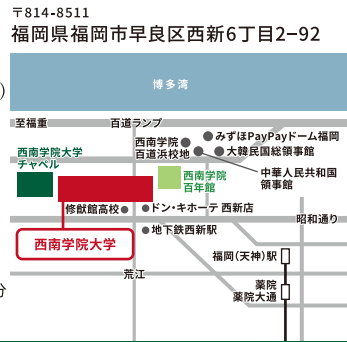 〒814-8511
福岡県福岡市早良区西新6丁目2−92
)
博多湾
至福重
百道ランプ
西南学院
百道浜校地
みずほPayPayドーム福岡
大韓民国総領事館
西南学院大学
チャペル
中華人民共和国
領事館
西南学院
百年館
修猷館高校
ドン・キホーテ 西新店
昭和通り
西南学院大学
地下鉄西新駅
福岡(天神)駅
荒江
薬院
薬院大通
分